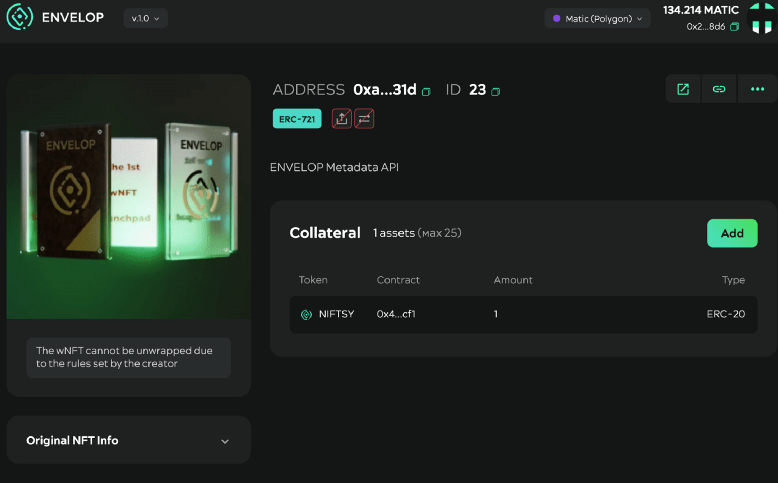 ENVELOP
v.1.0
Matic (Polygon)
134.214 MATIC
0x2...8d6
ADDRESS 0xa...31d ID 23
ERC-721
ENVELOP Metadata API
ENVELOP
he 1st
wNFT
nchpad
ENVELOP
The wNFT cannot be unwrapped due
to the rules set by the creator
Original NFT Info
Collateral 1 assets (Max 25)
Add
Token Contract Amount Type
NIFTSY 0x4...cf1 1 ERC-20